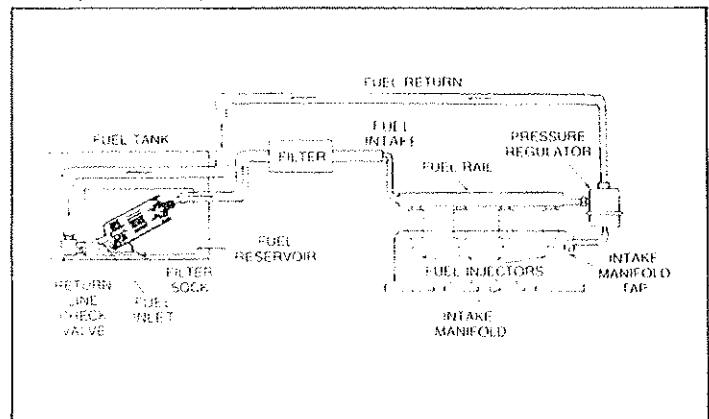 FUEL RETURN
FUEL TANK
FUEL
INTAKE
PRESSURE
REGULATOR
FILTER
FUEL RAIL
FUEL
RESERVOIR
FILTER
SOCK
FUEL
INLET
RETURN
LINE
CHECK
VALVE
FUEL INJECTORS
INTAKE
MANIFOLD
TAP
INTAKE
MANIFOLD